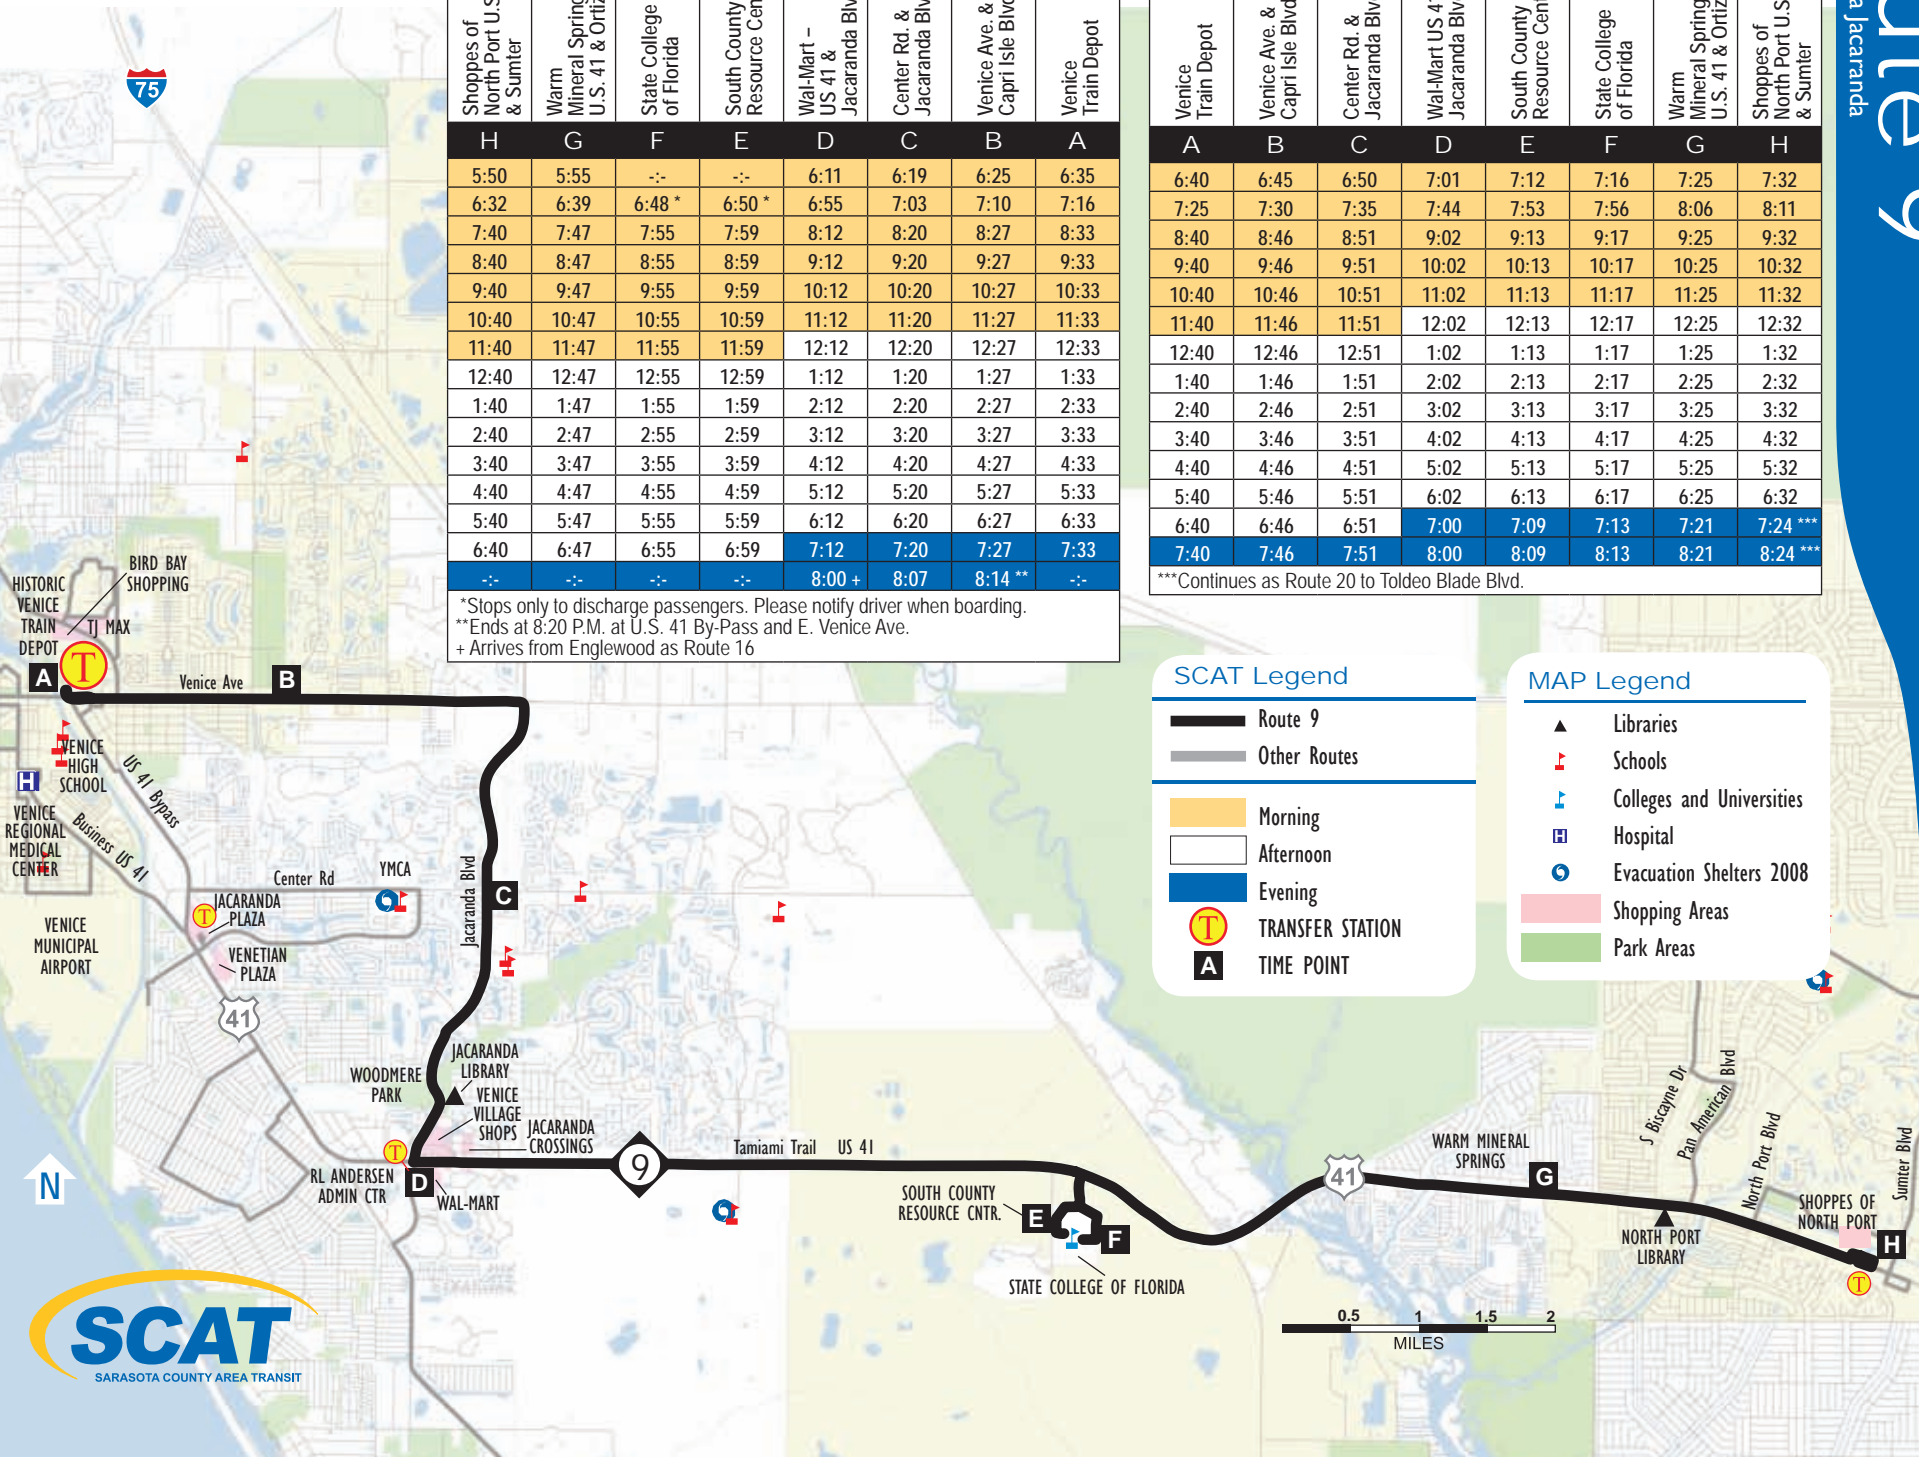 Shoppes of
North Port U.S
& Sumter
Warm
Mineral Spring
U.S. 41 & Ortiz
State College
of Florida
South County
Resource Cen
Wal-Mart –
US 41 &
Jacaranda Blv
Center Rd. &
Jacaranda Blv
Venice Ave. &
Capri Isle Blvd
Venice
Train Depot
H G F E D C B A
5:50 5:55 -:- -:- 6:11 6:19 6:25 6:35
6:32 6:39 6:48 * 6:50 * 6:55 7:03 7:10 7:16
7:40 7:47 7:55 7:59 8:12 8:20 8:27 8:33
8:40 8:47 8:55 8:59 9:12 9:20 9:27 9:33
9:40 9:47 9:55 9:59 10:12 10:20 10:27 10:33
10:40 10:47 10:55 10:59 11:12 11:20 11:27 11:33
11:40 11:47 11:55 11:59 12:12 12:20 12:27 12:33
12:40 12:47 12:55 12:59 1:12 1:20 1:27 1:33
1:40 1:47 1:55 1:59 2:12 2:20 2:27 2:33
2:40 2:47 2:55 2:59 3:12 3:20 3:27 3:33
3:40 3:47 3:55 3:59 4:12 4:20 4:27 4:33
4:40 4:47 4:55 4:59 5:12 5:20 5:27 5:33
5:40 5:47 5:55 5:59 6:12 6:20 6:27 6:33
6:40 6:47 6:55 6:59 7:12 7:20 7:27 7:33
-:- -:- -:- -:- 8:00 + 8:07 8:14 ** -:-
*Stops only to discharge passengers. Please notify driver when boarding.
**Ends at 8:20 P.M. at U.S. 41 By-Pass and E. Venice Ave.
+ Arrives from Englewood as Route 16
Venice
Train Depot
Venice Ave. &
Capri Isle Blvd
Center Rd. &
Jacaranda Blv
Wal-Mart US 41
Jacaranda Blv
South County
Resource Cent
State College
of Florida
Warm
Mineral Spring
U.S. 41 & Ortiz
Shoppes of
North Port U.S
& Sumter
A B C D E F G H
6:40 6:45 6:50 7:01 7:12 7:16 7:25 7:32
7:25 7:30 7:35 7:44 7:53 7:56 8:06 8:11
8:40 8:46 8:51 9:02 9:13 9:17 9:25 9:32
9:40 9:46 9:51 10:02 10:13 10:17 10:25 10:32
10:40 10:46 10:51 11:02 11:13 11:17 11:25 11:32
11:40 11:46 11:51 12:02 12:13 12:17 12:25 12:32
12:40 12:46 12:51 1:02 1:13 1:17 1:25 1:32
1:40 1:46 1:51 2:02 2:13 2:17 2:25 2:32
2:40 2:46 2:51 3:02 3:13 3:17 3:25 3:32
3:40 3:46 3:51 4:02 4:13 4:17 4:25 4:32
4:40 4:46 4:51 5:02 5:13 5:17 5:25 5:32
5:40 5:46 5:51 6:02 6:13 6:17 6:25 6:32
6:40 6:46 6:51 7:00 7:09 7:13 7:21 7:24 ***
7:40 7:46 7:51 8:00 8:09 8:13 8:21 8:24 ***
***Continues as Route 20 to Toldeo Blade Blvd.
ute 9
a Jacaranda
75
BIRD BAY
SHOPPING
HISTORIC
VENICE
TRAIN
DEPOT
TJ MAX
T
A
Venice Ave
B
VENICE
HIGH
SCHOOL
H
VENICE
REGIONAL
MEDICAL
CENTER
US 41 Bypass
Business US 41
Center Rd
YMCA
Jacaranda Blvd
C
T
JACARANDA
PLAZA
VENETIAN
PLAZA
VENICE
MUNICIPAL
AIRPORT
41
JACARANDA
LIBRARY
WOODMERE
PARK
VENICE
VILLAGE
SHOPS
JACARANDA
CROSSINGS
T
RL ANDERSEN
ADMIN CTR
D
WAL-MART
9
Tamiami Trail US 41
SOUTH COUNTY
RESOURCE CNTR.
E
F
STATE COLLEGE OF FLORIDA
41
WARM MINERAL
SPRINGS
G
S Biscayne Dr
Pan American Blvd
North Port Blvd
Sumter Blvd
NORTH PORT
LIBRARY
SHOPPES OF
NORTH PORT
H
T
N
SCAT Legend
Route 9
Other Routes
Morning
Afternoon
Evening
T TRANSFER STATION
A TIME POINT
MAP Legend
Libraries
Schools
Colleges and Universities
H Hospital
Evacuation Shelters 2008
Shopping Areas
Park Areas
0.5 1 1.5 2
MILES
SCAT
SARASOTA COUNTY AREA TRANSIT